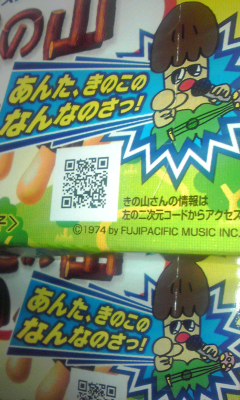 の山
あんた、きのこの
なんなのさっ!
きの山さんの情報は
左の二次元コードからアクセス
©1974 by FUJIPACIFIC MUSIC INC.
あんた、きのこの
なんなのさっ!